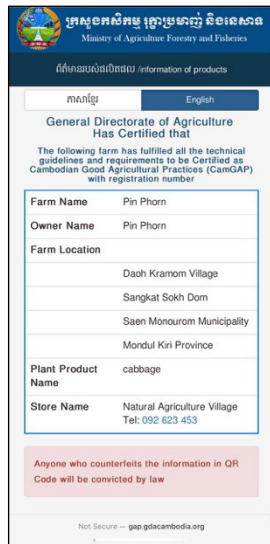 ក្រសួងកសិកម្ម រុក្ខាប្រមាញ់ និងនេសាទ
Ministry of Agriculture Forestry and Fisheries
ព័ត៌មានរបស់ផលិតផល /information of products
ភាសាខ្មែរ
English
General Directorate of Agriculture
Has Certified that
The following farm has fulfilled all the technical
guidelines and requirements to be Certified as
Cambodian Good Agricultural Practices (CamGAP)
with registration number
Farm Name Pin Phorn
Owner Name Pin Phorn
Farm Location
Daoh Kramom Village
Sangkat Sokh Dom
Saen Monourom Municipality
Mondul Kiri Province
Plant Product
Name
cabbage
Store Name Natural Agriculture Village
Tel: 092 623 453
Anyone who counterfeits the information in QR
Code will be convicted by law
Not Secure — gap.gdacambodia.org